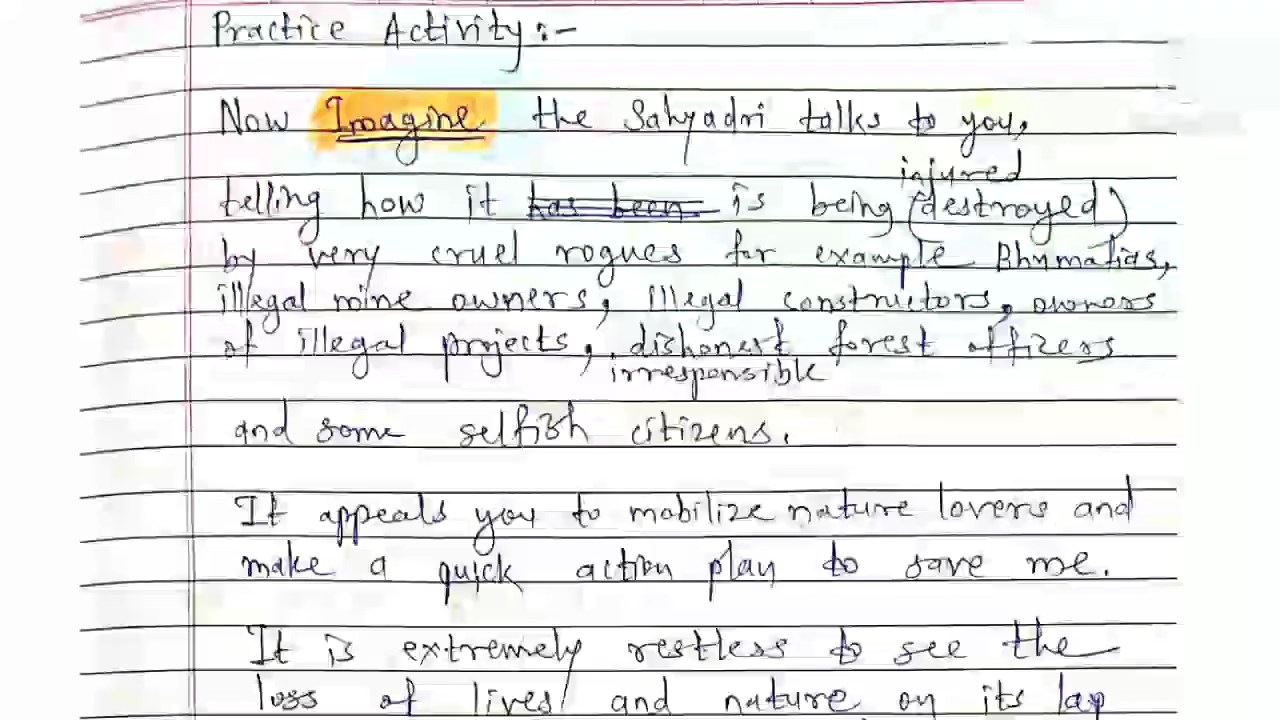 Practice Activity :-
Now Imagine the Sahyadri talks to you,
injured
telling how it has been is being (destroyed)
by very cruel rogues for example Bhumafias,
illegal mine owners, illegal constructors, owners
of illegal projects, dishonest forest officers
irresponsible
and some selfish citizens.
It appeals you to mobilize nature lovers and
make a quick action plan to save me.
It is extremely restless to see the
loss of lives and nature on its lap